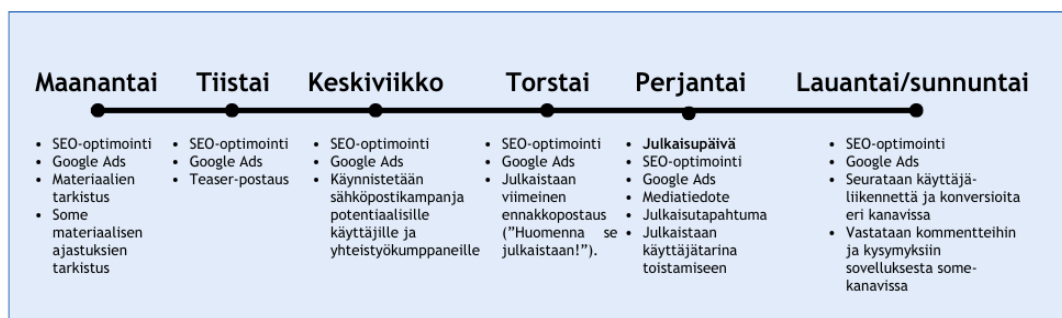 Maanantai
• SEO-optimointi
• Google Ads
• Materiaalien
tarkistus
• Some
materiaalisen
ajastuksien
tarkistus
Tiistai
• SEO-optimointi
• Google Ads
• Teaser-postaus
Keskiviikko
• SEO-optimointi
• Google Ads
• Käynnistetään
sähköpostikampanja
potentiaalisille
käyttäjille ja
yhteistyökumppaneille
Torstai
• SEO-optimointi
• Google Ads
• Julkaistaan
viimeinen
ennakkopostaus
("Huomenna se
julkaistaan!").
Perjantai
• Julkaisupäivä
• SEO-optimointi
• Google Ads
• Mediatiedote
• Julkaisutapahtuma
• Julkaistaan
käyttäjätarina
toistamiseen
Lauantai/sunnuntai
• SEO-optimointi
• Google Ads
• Seurataan käyttäjä-
liikennettä ja konversioita
eri kanavissa
• Vastataan kommentteihin
ja kysymyksiin
sovelluksesta some-
kanavissa